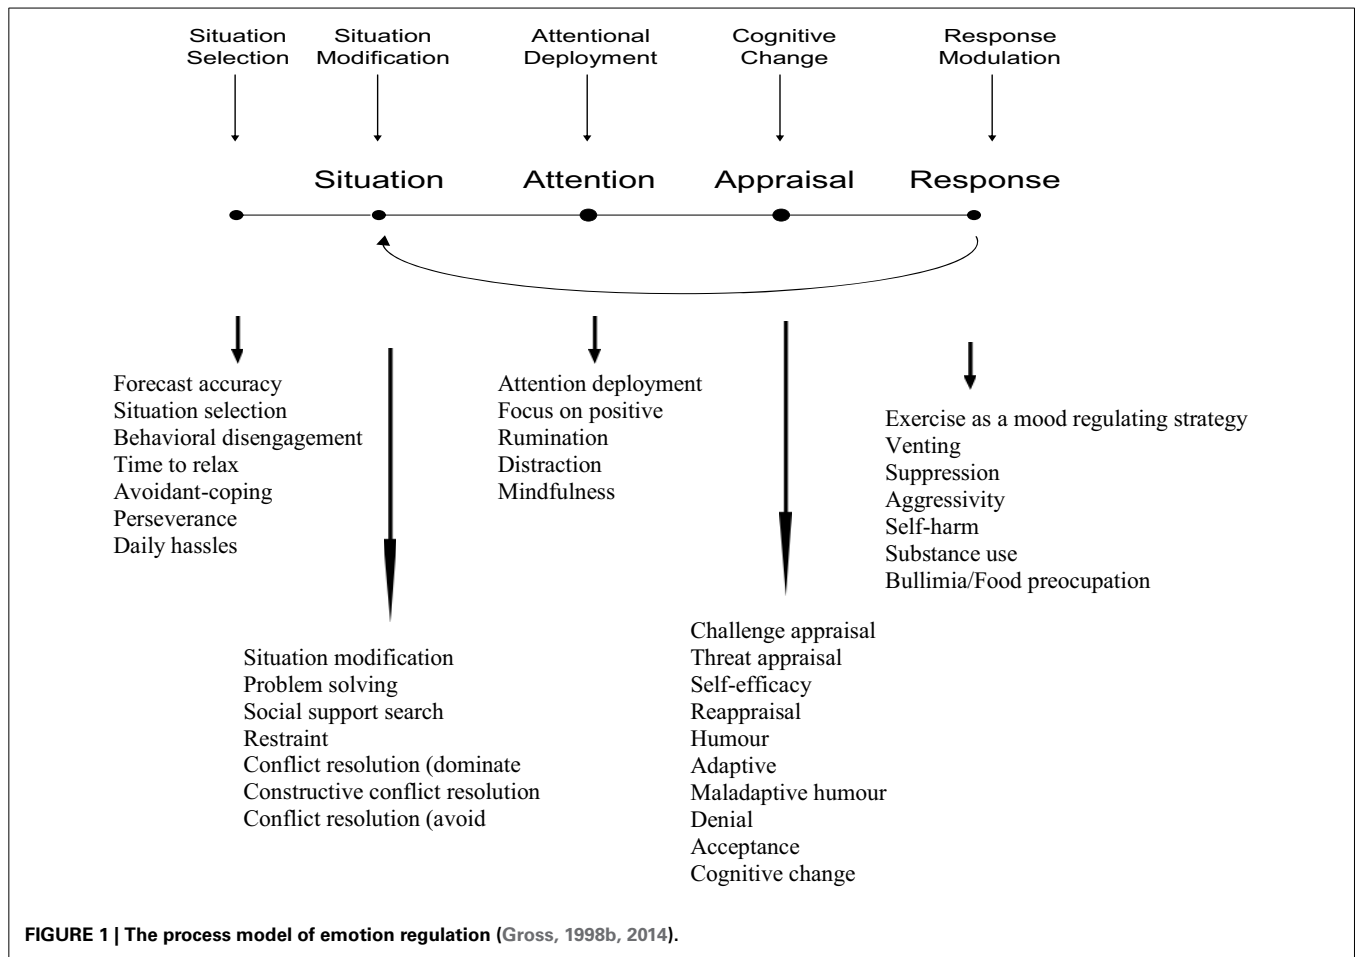 Situation
Selection
Situation
Modification
Attentional
Deployment
Cognitive
Change
Response
Modulation
Situation
Attention
Appraisal
Response
Forecast accuracy
Situation selection
Behavioral disengagement
Time to relax
Avoidant-coping
Perseverance
Daily hassles
Situation modification
Problem solving
Social support search
Restraint
Conflict resolution (dominate
Constructive conflict resolution
Conflict resolution (avoid
Attention deployment
Focus on positive
Rumination
Distraction
Mindfulness
Challenge appraisal
Threat appraisal
Self-efficacy
Reappraisal
Humour
Adaptive
Maladaptive humour
Denial
Acceptance
Cognitive change
Exercise as a mood regulating strategy
Venting
Suppression
Aggressivity
Self-harm
Substance use
Bullimia/Food preocupation
FIGURE 1 | The process model of emotion regulation (Gross, 1998b, 2014).